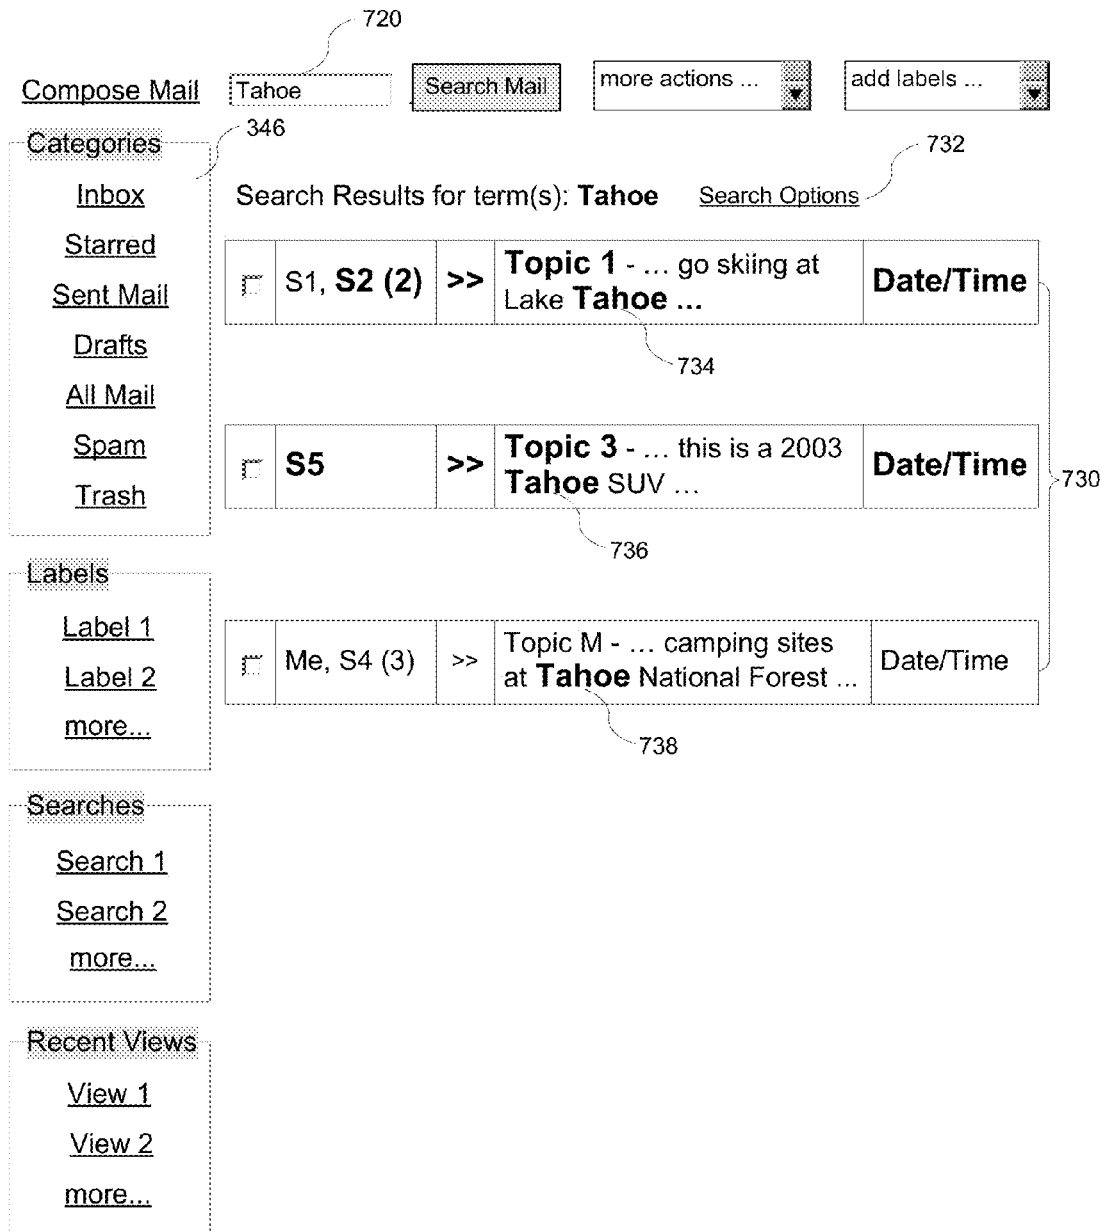 720
Compose Mail Tahoe Search Mail more actions ... add labels ...
Categories 346 732
Inbox Search Results for term(s): Tahoe Search Options
Starred
Sent Mail
Drafts
All Mail
Spam
Trash
S1, S2 (2) >> Topic 1 - ... go skiing at Date/Time
Lake Tahoe ...
734
S5 >> Topic 3 - ... this is a 2003 Date/Time
Tahoe SUV ...
730
736
Labels
Label 1
Label 2
more...
Me, S4 (3) >> Topic M - ... camping sites Date/Time
at Tahoe National Forest ...
738
Searches
Search 1
Search 2
more...
Recent Views
View 1
View 2
more...